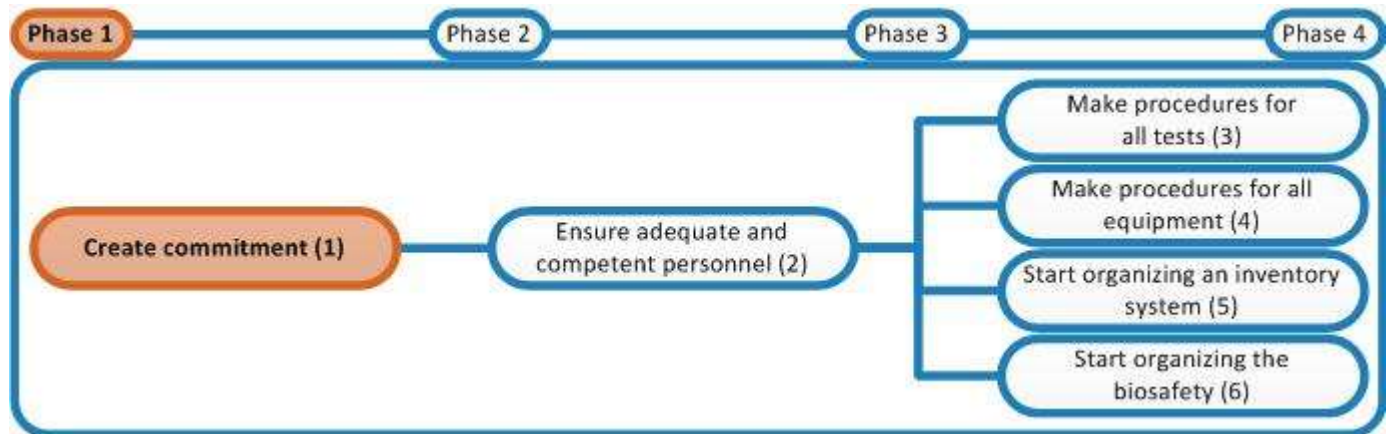 Phase 1
Phase 2
Phase 3
Phase 4
Create commitment (1)
Ensure adequate and
competent personnel (2)
Make procedures for
all tests (3)
Make procedures for all
equipment (4)
Start organizing an inventory
system (5)
Start organizing the
biosafety (6)